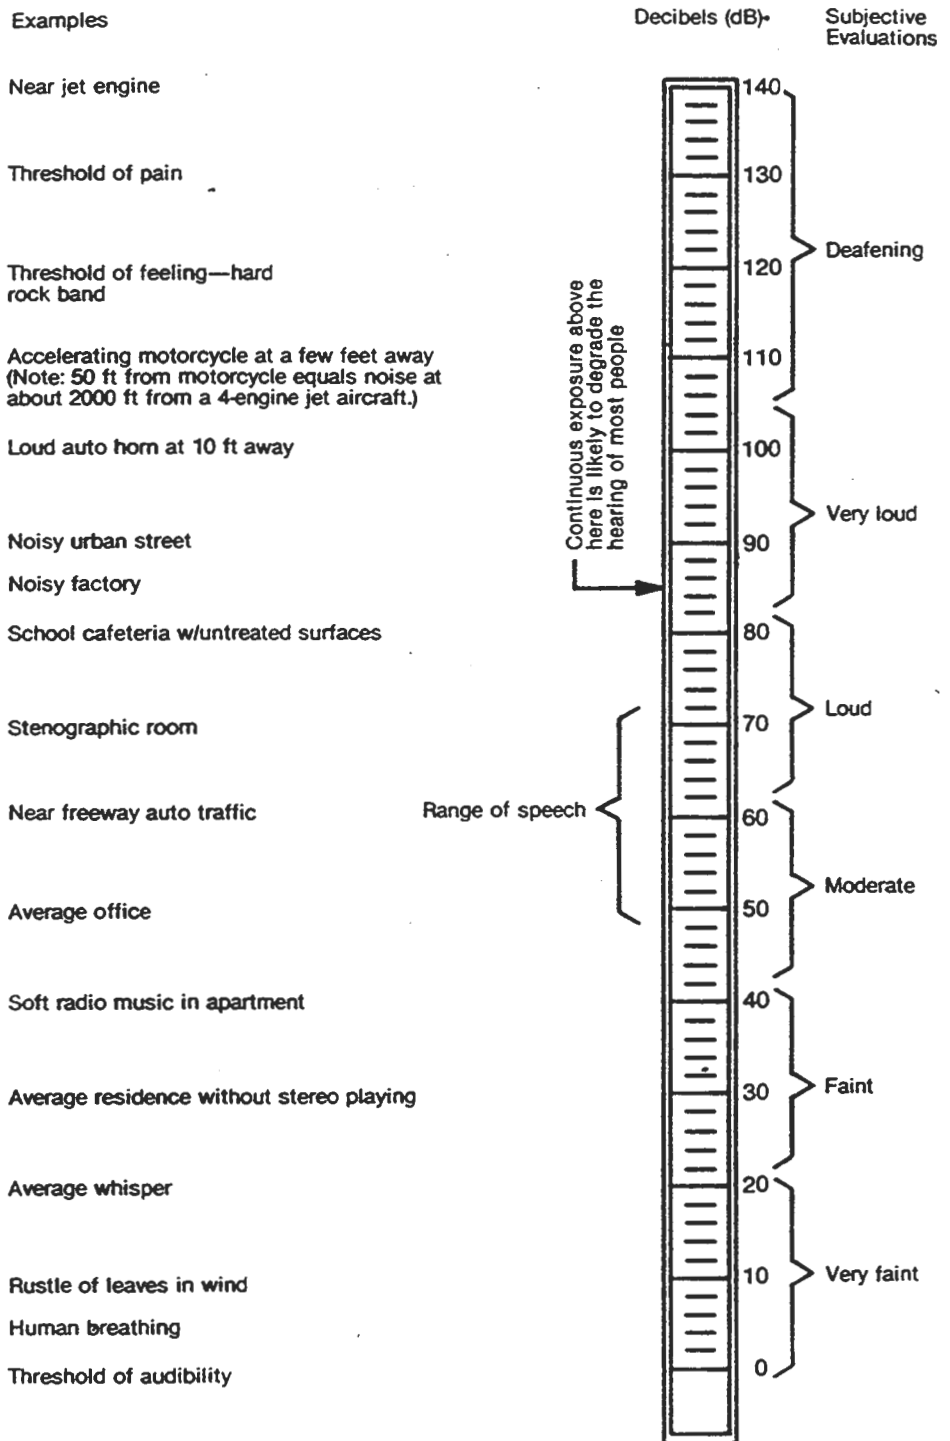 Examples
Decibels (dB)·
Subjective
Evaluations
Near jet engine
140
Threshold of pain
130
Deafening
Threshold of feeling—hard
rock band
120
Accelerating motorcycle at a few feet away
(Note: 50 ft from motorcycle equals noise at
about 2000 ft from a 4-engine jet aircraft.)
110
Continuous exposure above
here is likely to degrade the
hearing of most people
Loud auto horn at 10 ft away
100
Very loud
Noisy urban street
90
Noisy factory
School cafeteria w/untreated surfaces
80
Loud
Stenographic room
70
Near freeway auto traffic
Range of speech
60
Moderate
Average office
50
Soft radio music in apartment
40
Faint
Average residence without stereo playing
30
Average whisper
20
Very faint
Rustle of leaves in wind
10
Human breathing
Threshold of audibility
0